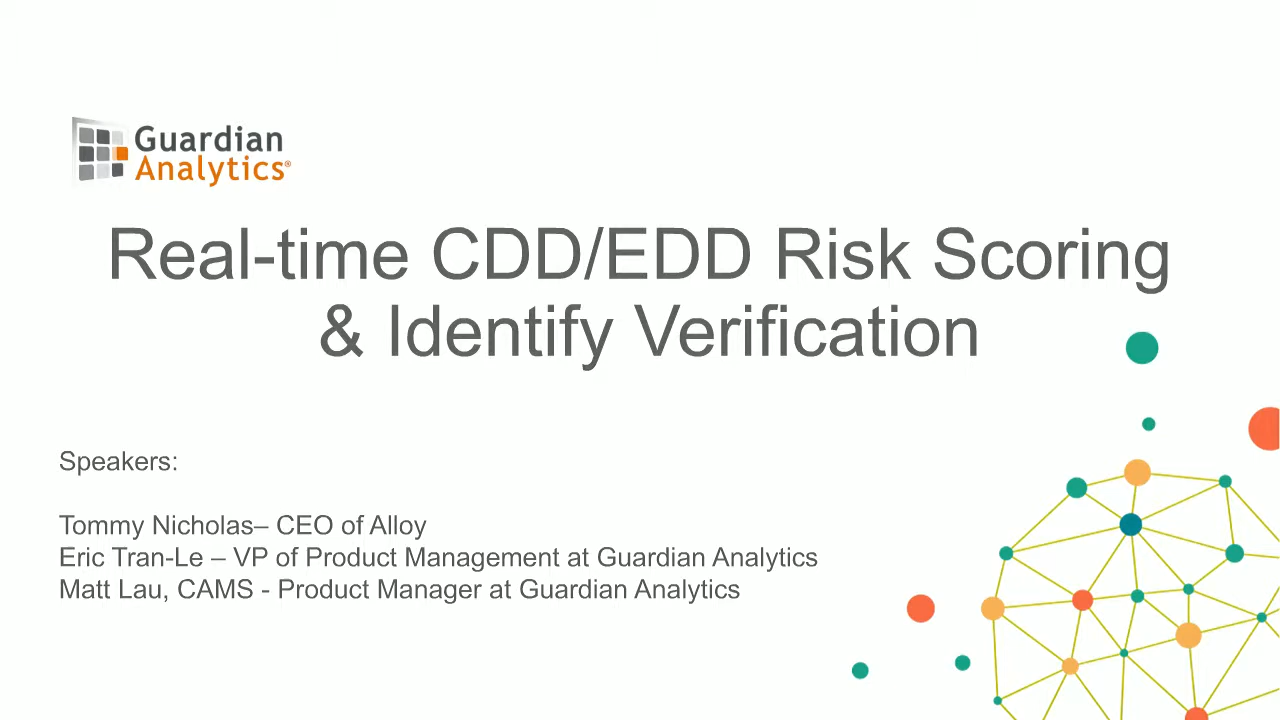 Guardian
Analytics®
Real-time CDD/EDD Risk Scoring
& Identify Verification
Speakers:
Tommy Nicholas– CEO of Alloy
Eric Tran-Le – VP of Product Management at Guardian Analytics
Matt Lau, CAMS - Product Manager at Guardian Analytics